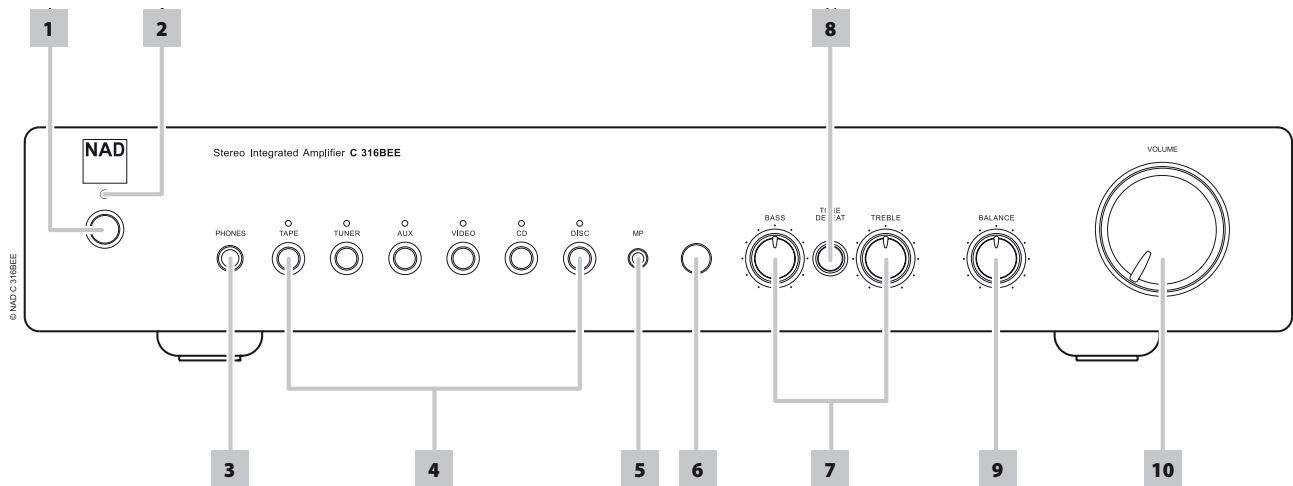 1 2 8
NAD
VOLUME
Stereo Integrated Amplifier C 316BEE
BASS TONE DEFEAT TREBLE BALANCE
PHONES TAPE TUNER AUX VIDEO CD DISC MP
© NAD C 316BEE
3 4 5 6 7 9 10